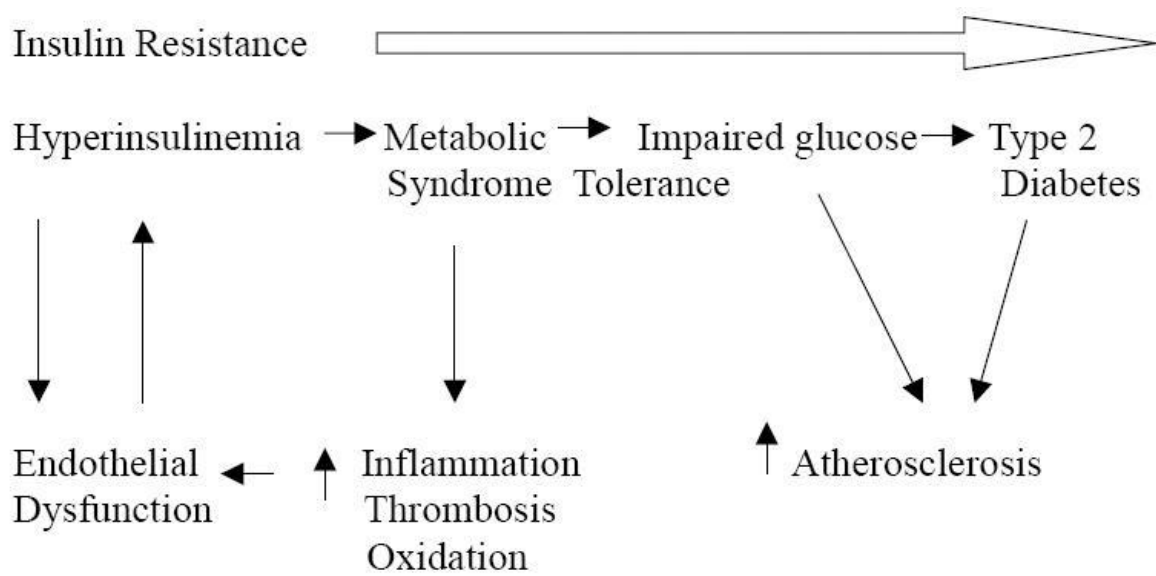 Insulin Resistance
Hyperinsulinemia Metabolic Impaired glucose Type 2
Syndrome Tolerance Diabetes
Endothelial Inflammation Atherosclerosis
Dysfunction Thrombosis
Oxidation